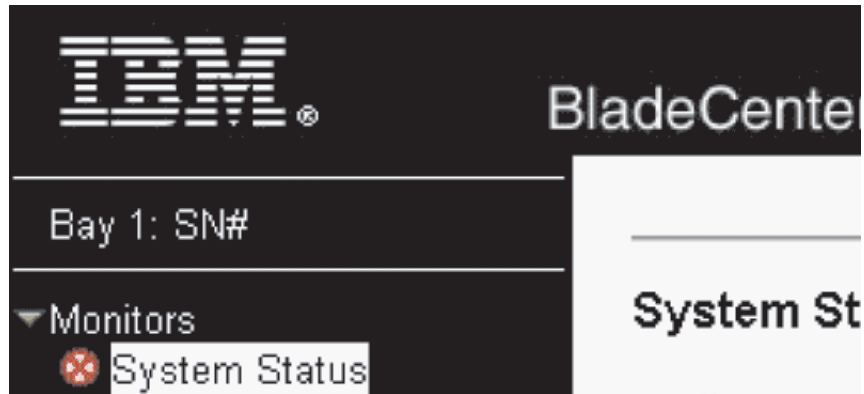 IBM®
BladeCenter
Bay 1: SN#
Monitors
System St
System Status